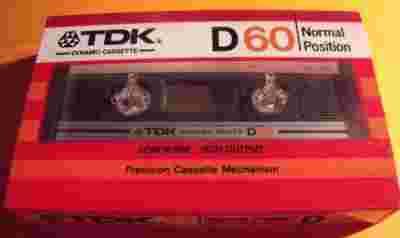 TDK
DYNAMIC CASSETTE
D60
Normal
Position
TDK D
LOW NOISE HIGH OUTPUT
Precision Cassette Mechanism
D